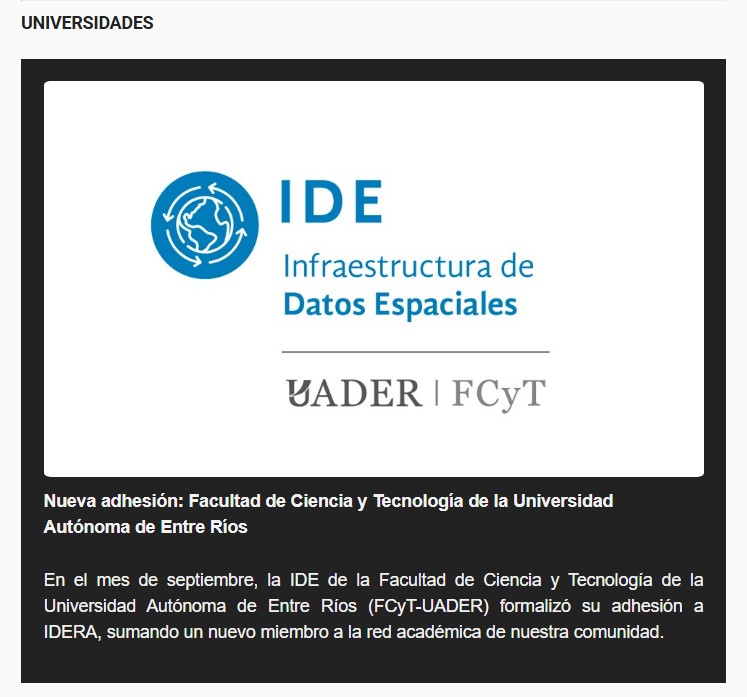 UNIVERSIDADES
IDE
Infraestructura de
Datos Espaciales
UADER | FCyT
Nueva adhesión: Facultad de Ciencia y Tecnología de la Universidad
Autónoma de Entre Ríos
En el mes de septiembre, la IDE de la Facultad de Ciencia y Tecnología de la
Universidad Autónoma de Entre Ríos (FCyT-UADER) formalizó su adhesión a
IDERA, sumando un nuevo miembro a la red académica de nuestra comunidad.